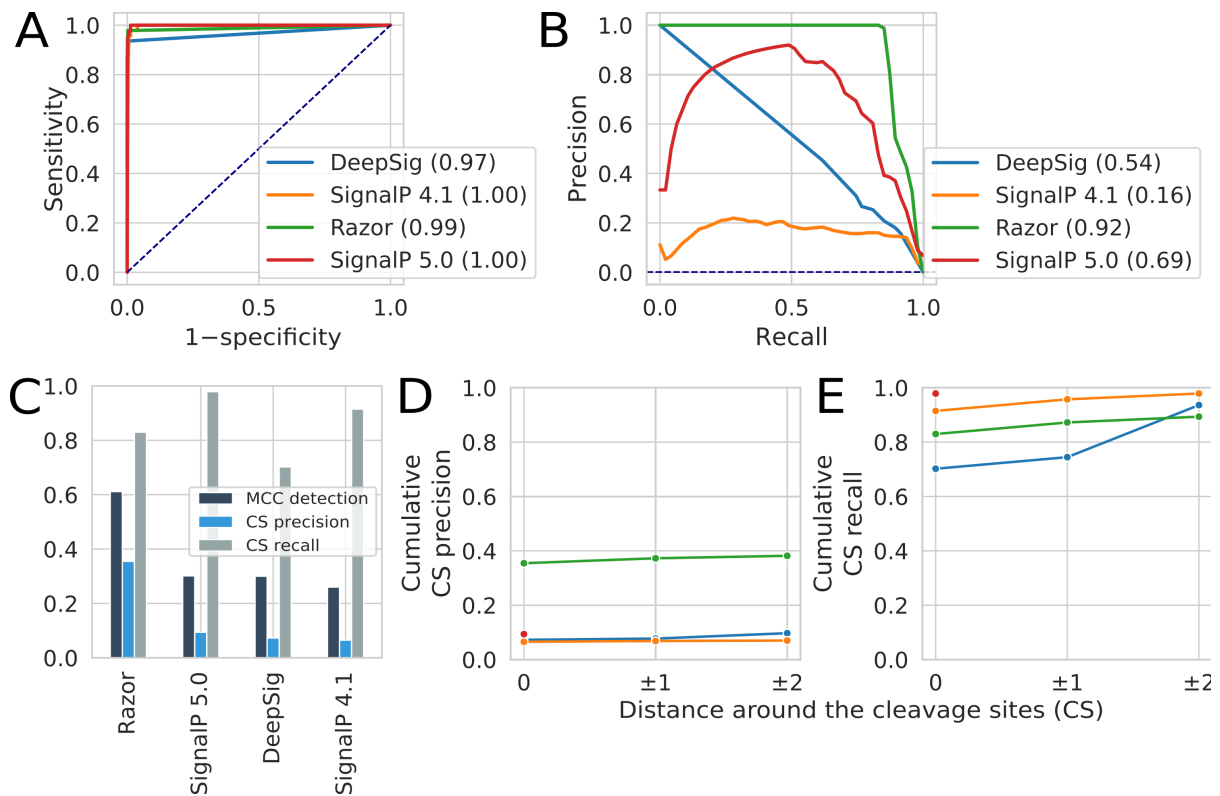 A
1.0
0.8
0.6
0.4
0.2
0.0
Sensitivity
DeepSig (0.97)
SignalP 4.1 (1.00)
Razor (0.99)
SignalP 5.0 (1.00)
0.0 0.5 1.0
1−specificity
B
1.0
0.8
0.6
0.4
0.2
0.0
Precision
DeepSig (0.54)
SignalP 4.1 (0.16)
Razor (0.92)
SignalP 5.0 (0.69)
0.0 0.5 1.0
Recall
C
1.0
0.8
0.6
0.4
0.2
0.0
MCC detection
CS precision
CS recall
Razor
SignalP 5.0
DeepSig
SignalP 4.1
D
1.0
0.8
0.6
0.4
0.2
0.0
Cumulative
CS precision
0 ±1 ±2
E
1.0
0.8
0.6
0.4
0.2
0.0
Cumulative
CS recall
0 ±1 ±2
Distance around the cleavage sites (CS)